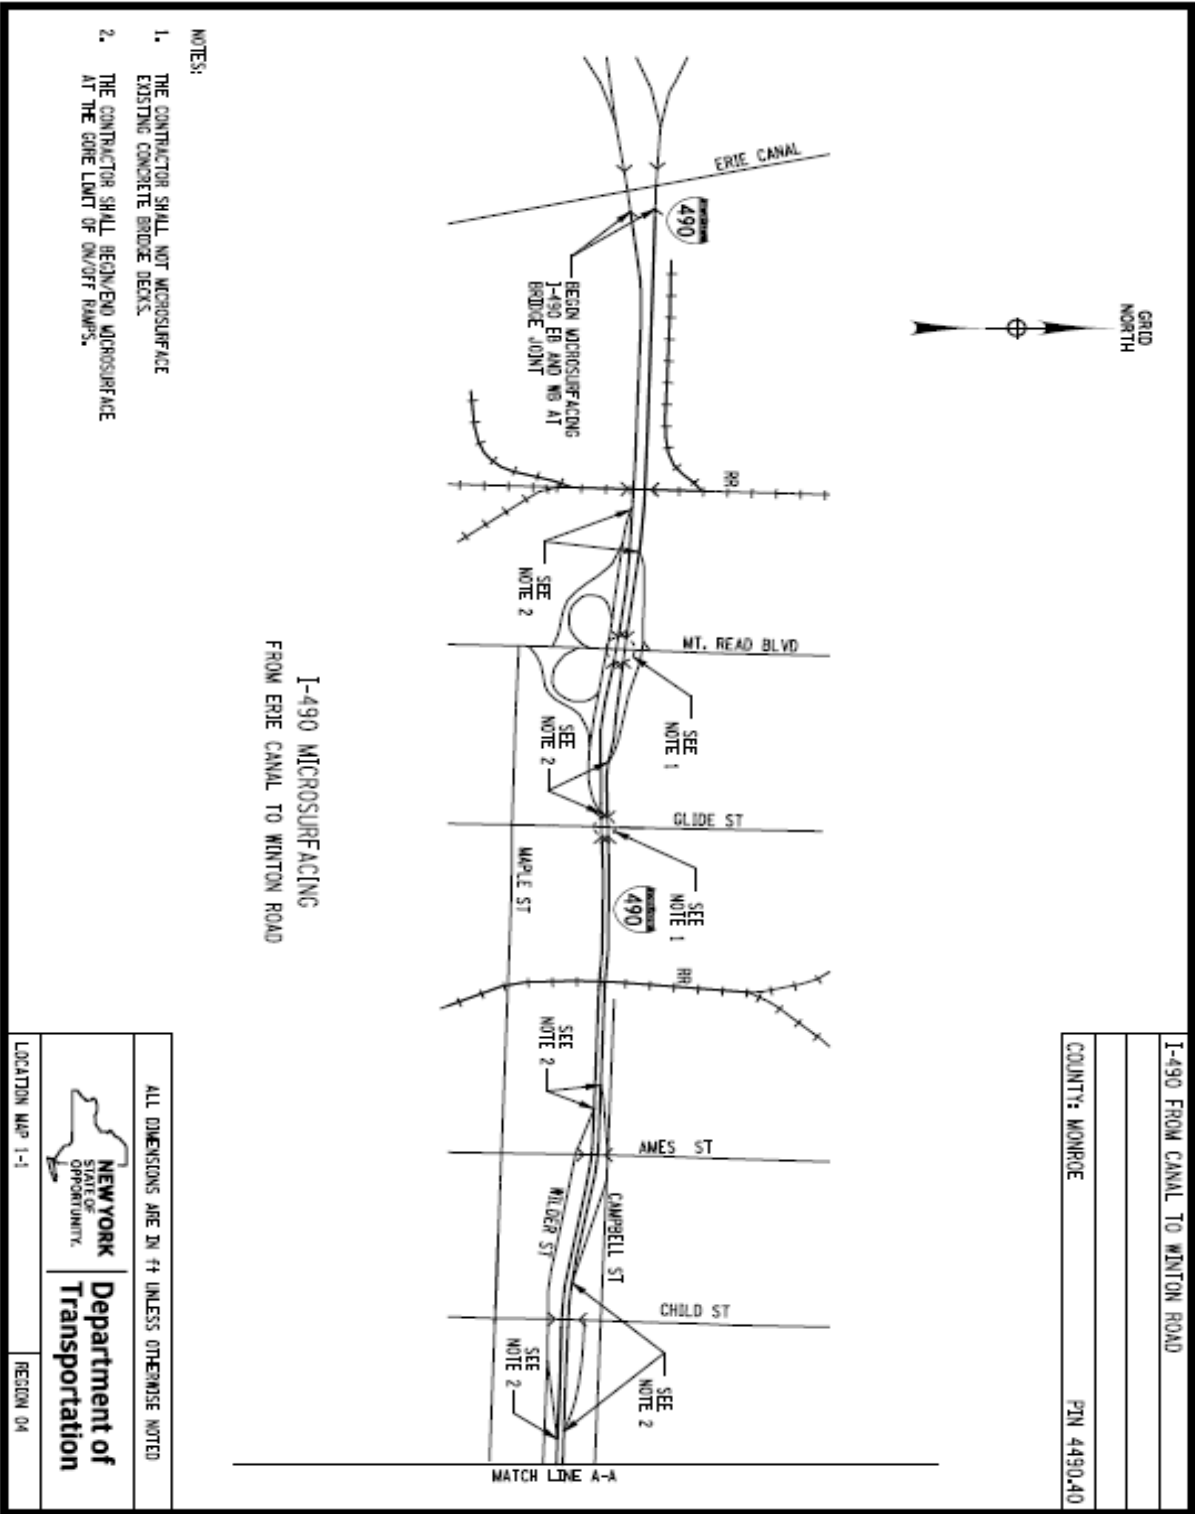 GRID
NORTH
I-490 FROM CANAL TO WINTON ROAD
COUNTY: MONROE
PIN 4490.40
ERIE CANAL
490
BEGIN MICROSURFACING
I-490 EB AND WB AT
BRIDGE JOINT
RR
SEE
NOTE 2
MT. READ BLVD
SEE
NOTE 1
SEE
NOTE 2
GLIDE ST
SEE
NOTE 1
490
MAPLE ST
RR
SEE
NOTE 2
AMES ST
WILDER ST
CAMPBELL ST
CHILD ST
SEE
NOTE 2
SEE
NOTE 2
MATCH LINE A-A
I-490 MICROSURFACING
FROM ERIE CANAL TO WINTON ROAD
NOTES:
1. THE CONTRACTOR SHALL NOT MICROSURFACE
EXISTING CONCRETE BRIDGE DECKS.
2. THE CONTRACTOR SHALL BEGIN/END MICROSURFACE
AT THE GORE LIMIT OF ON/OFF RAMPS.
ALL DIMENSIONS ARE IN ft UNLESS OTHERWISE NOTED
NEW YORK
STATE OF
OPPORTUNITY.
Department of
Transportation
LOCATION MAP 1-1
REGION 04